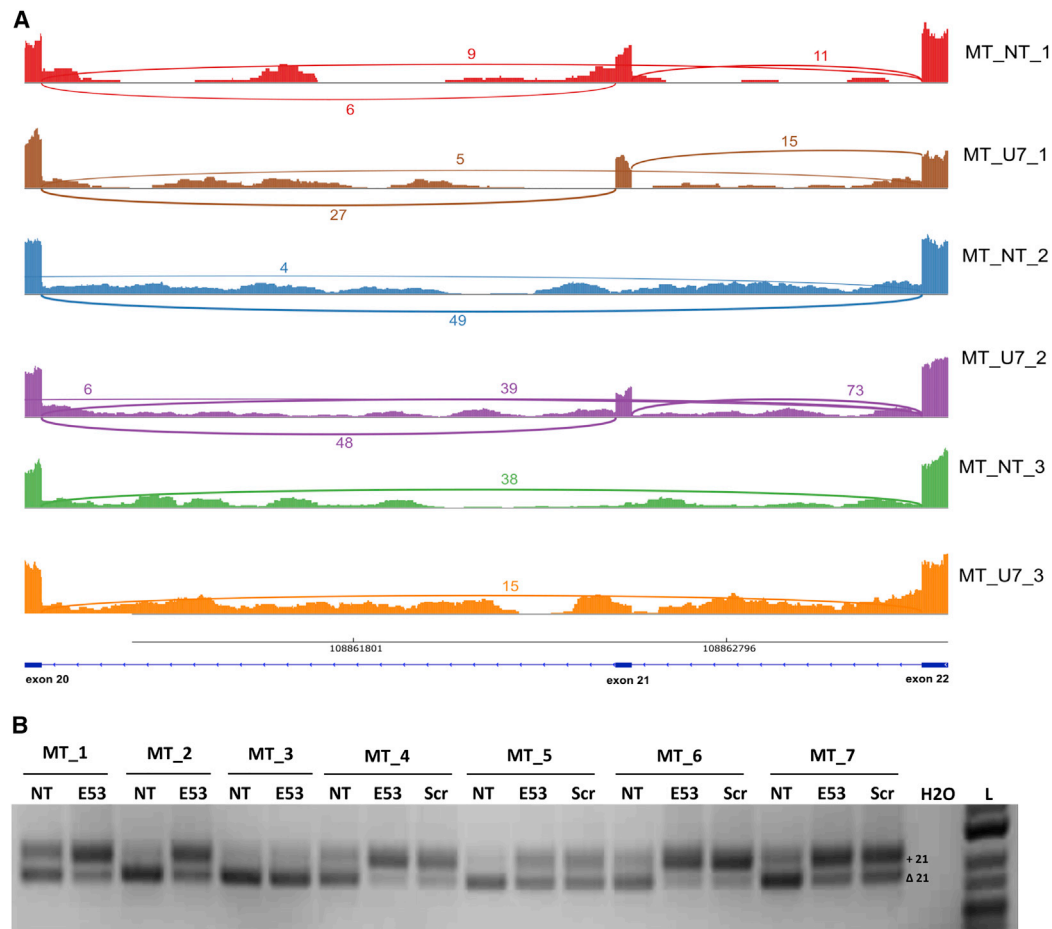 A
9
11
MT_NT_1
6
5
15
MT_U7_1
27
4
MT_NT_2
49
6
39
73
MT_U7_2
48
38
MT_NT_3
15
MT_U7_3
108861801
108862796
exon 20
exon 21
exon 22
B
MT_1 MT_2 MT_3 MT_4 MT_5 MT_6 MT_7
NT E53 NT E53 NT E53 NT E53 Scr NT E53 Scr NT E53 Scr NT E53 Scr H2O L
+ 21
Δ 21